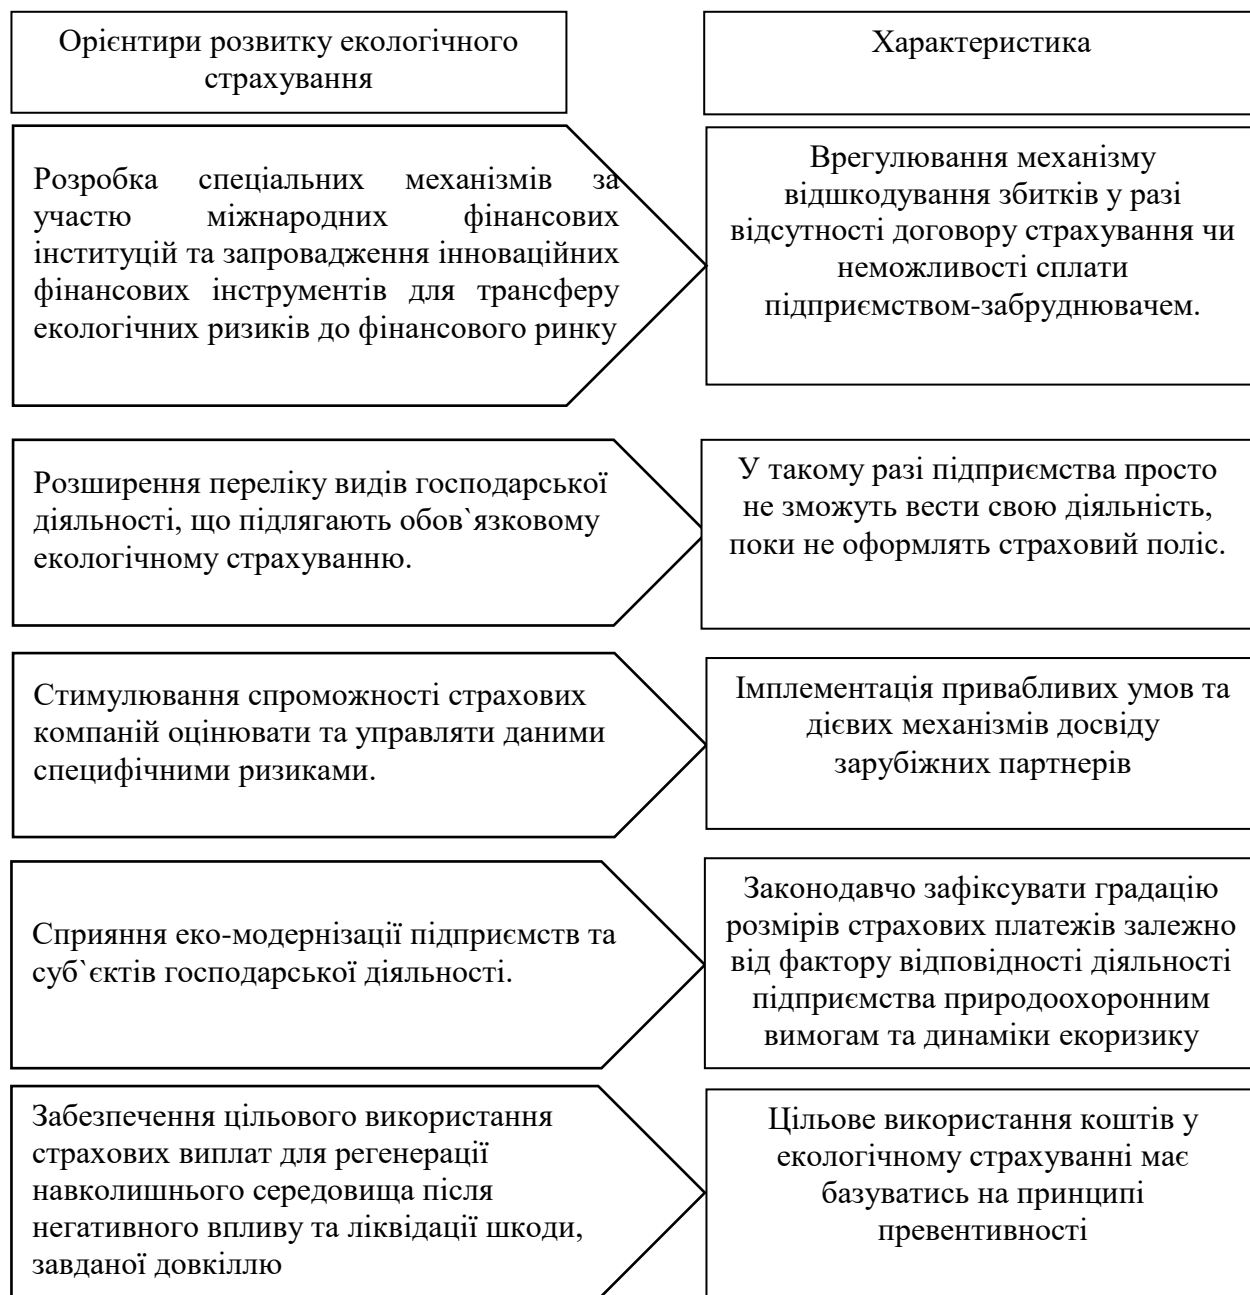 Орієнтири розвитку екологічного
страхування
Характеристика
Розробка спеціальних механізмів за
участю міжнародних фінансових
інституцій та запровадження інноваційних
фінансових інструментів для трансферу
екологічних ризиків до фінансового ринку
Врегулювання механізму
відшкодування збитків у разі
відсутності договору страхування чи
неможливості сплати
підприємством-забруднювачем.
Розширення переліку видів господарської
діяльності, що підлягають обов`язковому
екологічному страхуванню.
У такому разі підприємства просто
не зможуть вести свою діяльність,
поки не оформлять страховий поліс.
Стимулювання спроможності страхових
компаній оцінювати та управляти даними
специфічними ризиками.
Імплементація привабливих умов та
дієвих механізмів досвіду
зарубіжних партнерів
Сприяння еко-модернізації підприємств та
суб`єктів господарської діяльності.
Законодавчо зафіксувати градацію
розмірів страхових платежів залежно
від фактору відповідності діяльності
підприємства природоохоронним
вимогам та динаміки екоризику
Забезпечення цільового використання
страхових виплат для регенерації
навколишнього середовища після
негативного впливу та ліквідації шкоди,
завданої довкіллю
Цільове використання коштів у
екологічному страхуванні має
базуватись на принципі
превентивності